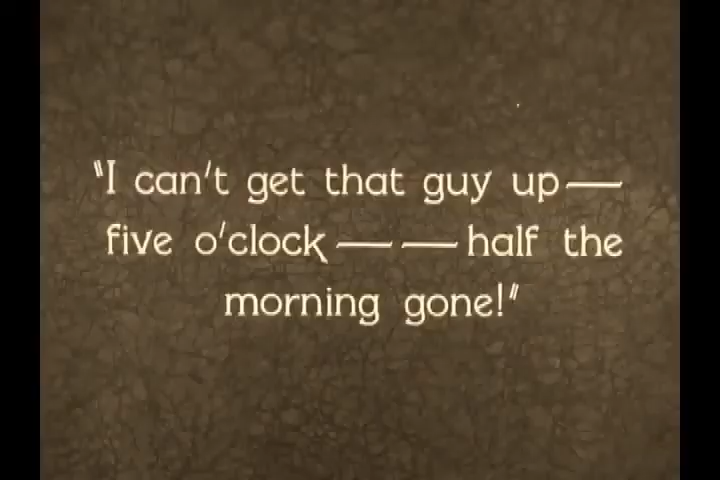 "I can't get that guy up—
five o'clock — — half the
morning gone!"